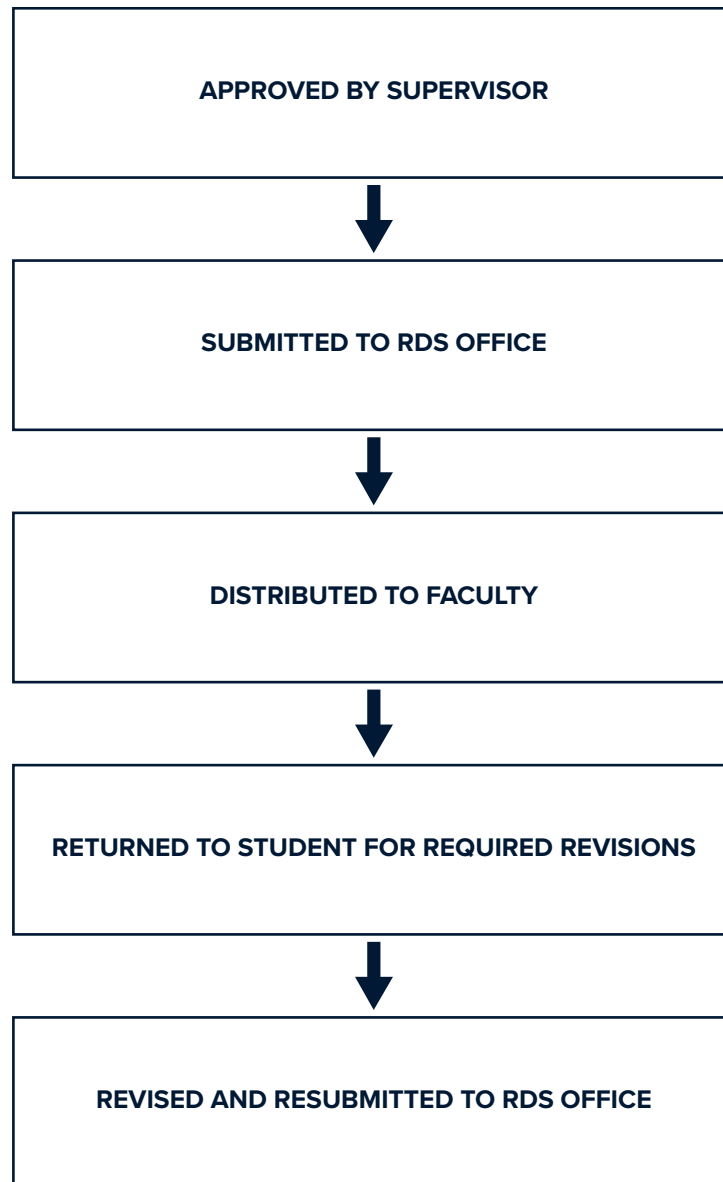 APPROVED BY SUPERVISOR
SUBMITTED TO RDS OFFICE
DISTRIBUTED TO FACULTY
RETURNED TO STUDENT FOR REQUIRED REVISIONS
REVISED AND RESUBMITTED TO RDS OFFICE